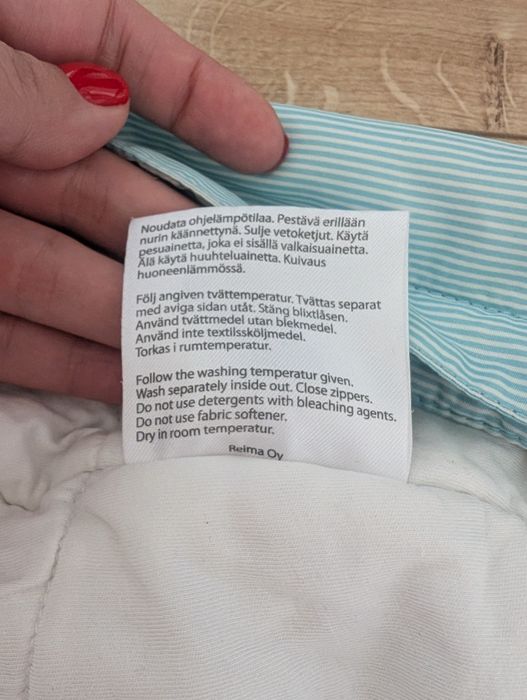 Noudata ohjelämpötilaa. Pestävä erillään
nurin käännettynä. Sulje vetoketjut. Käytä
pesuainetta, joka ei sisällä valkaisuainetta.
Älä käytä huuhteluainetta. Kuivaus
huoneenlämmössä.
Följ angiven tvättemperatur. Tvättas separat
med aviga sidan utåt. Stäng blixtlåsen.
Använd tvättmedel utan blekmedel.
Använd inte textilssköljmedel.
Torkas i rumtemperatur.
Follow the washing temperatur given.
Wash separately inside out. Close zippers.
Do not use detergents with bleaching agents.
Do not use fabric softener.
Dry in room temperatur.
Reima Oy